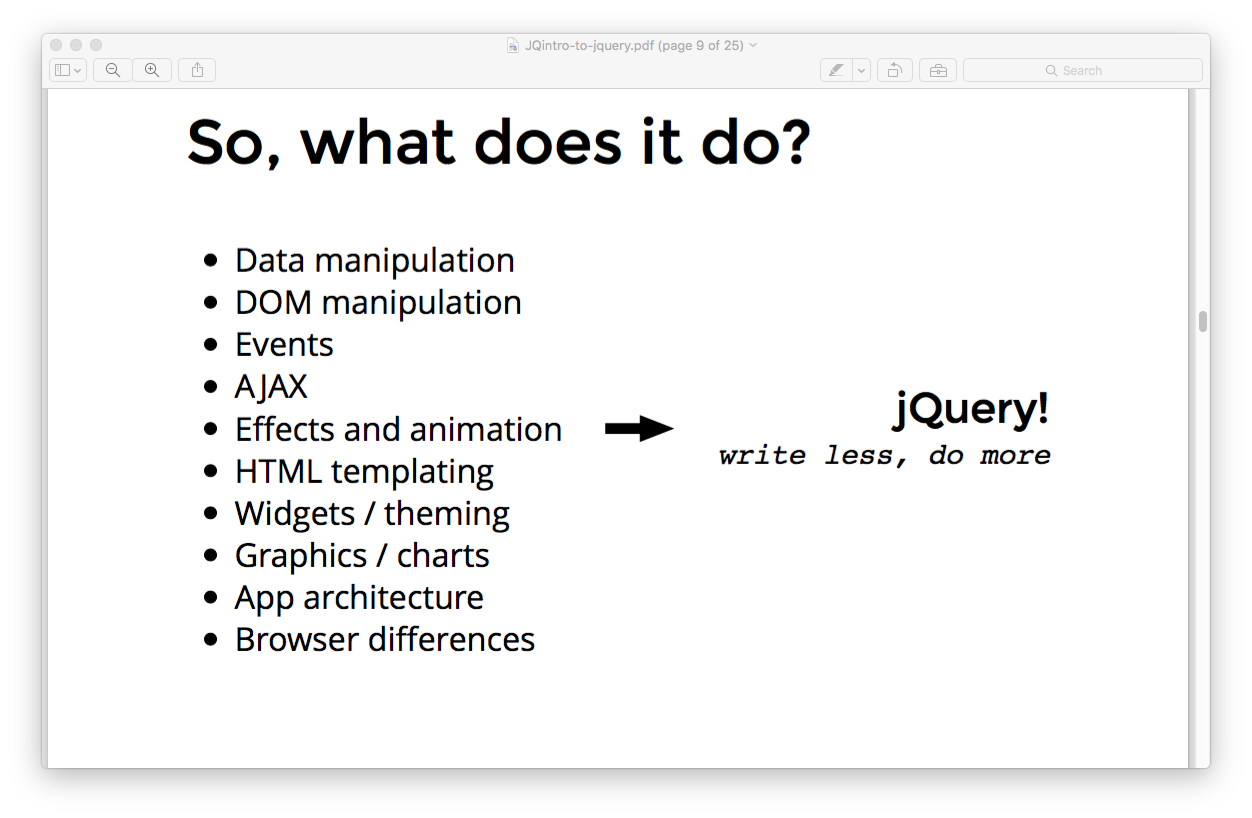 JQintro-to-jquery.pdf (page 9 of 25)
Search
So, what does it do?
• Data manipulation
• DOM manipulation
• Events
• AJAX
• Effects and animation
• HTML templating
• Widgets / theming
• Graphics / charts
• App architecture
• Browser differences
jQuery!
write less, do more